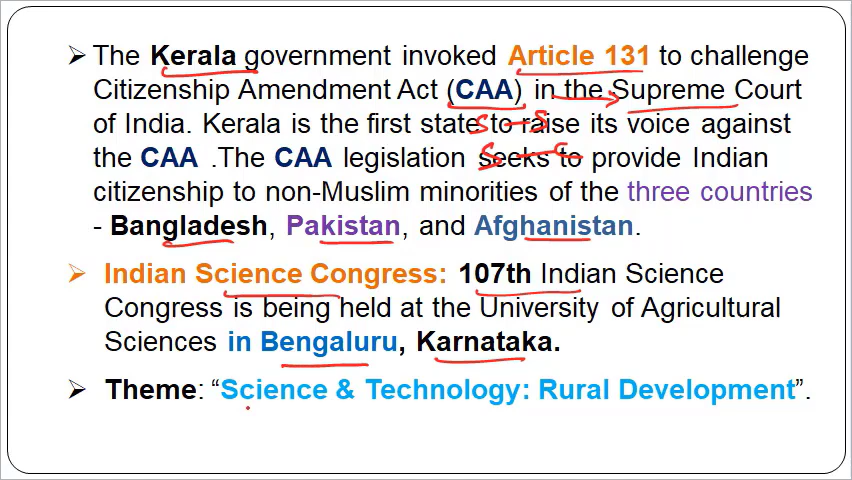 The Kerala government invoked Article 131 to challenge
Citizenship Amendment Act (CAA) in the Supreme Court
of India. Kerala is the first state to raise its voice against
the CAA .The CAA legislation seeks to provide Indian
citizenship to non-Muslim minorities of the three countries
- Bangladesh, Pakistan, and Afghanistan.
Indian Science Congress: 107th Indian Science
Congress is being held at the University of Agricultural
Sciences in Bengaluru, Karnataka.
Theme: “Science & Technology: Rural Development”.